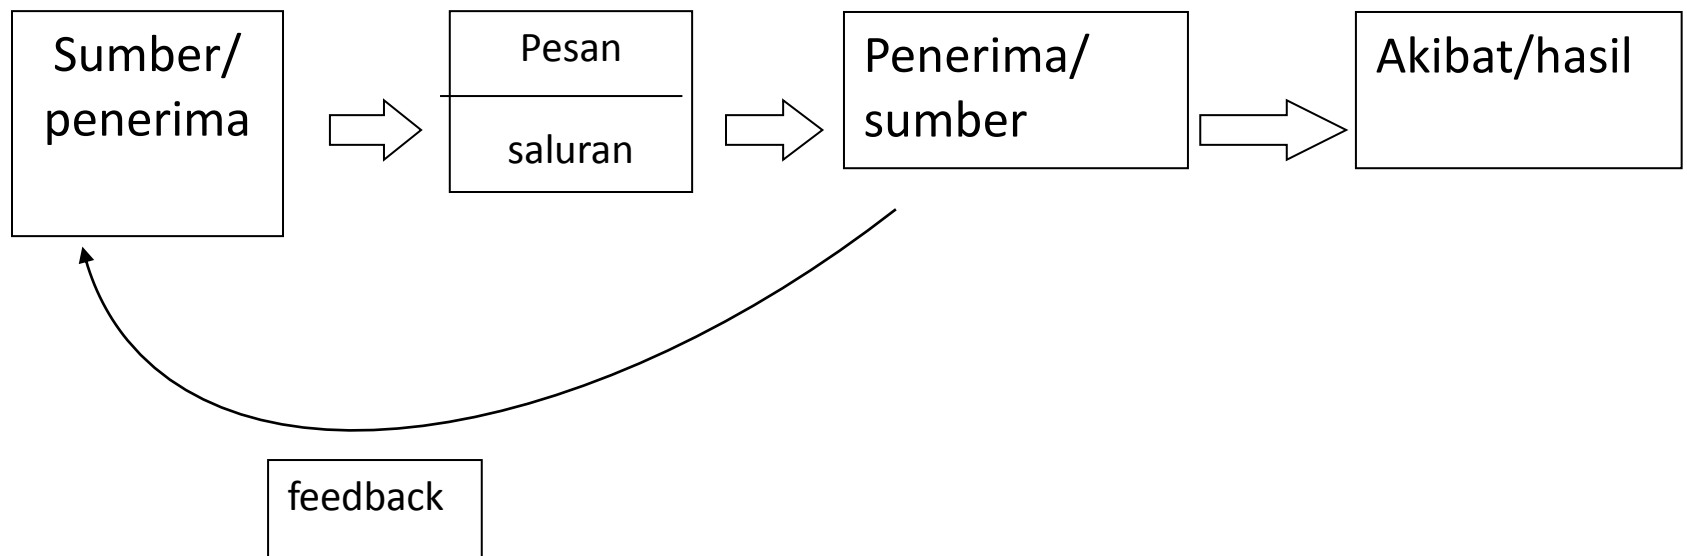 Sumber/
penerima
Pesan
saluran
Penerima/
sumber
Akibat/hasil
feedback